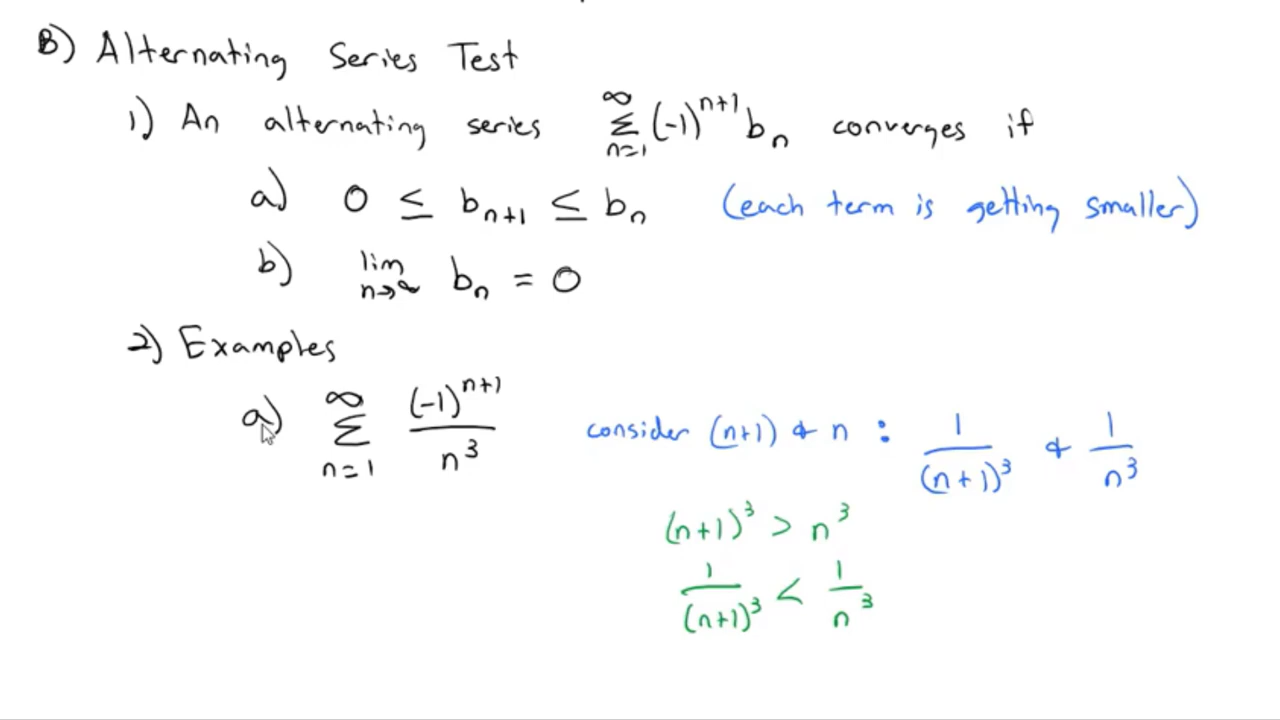 B) Alternating Series Test
1) An alternating series ∑_{n=1}^{∞} (-1)^{n+1} b_n converges if
a) 0 ≤ b_{n+1} ≤ b_n (each term is getting smaller)
b) lim_{n→∞} b_n = 0
2) Examples
a) ∑_{n=1}^{∞} (-1)^{n+1} / n^3 consider (n+1) & n : 1/(n+1)^3 & 1/n^3
(n+1)^3 > n^3
1/(n+1)^3 < 1/n^3